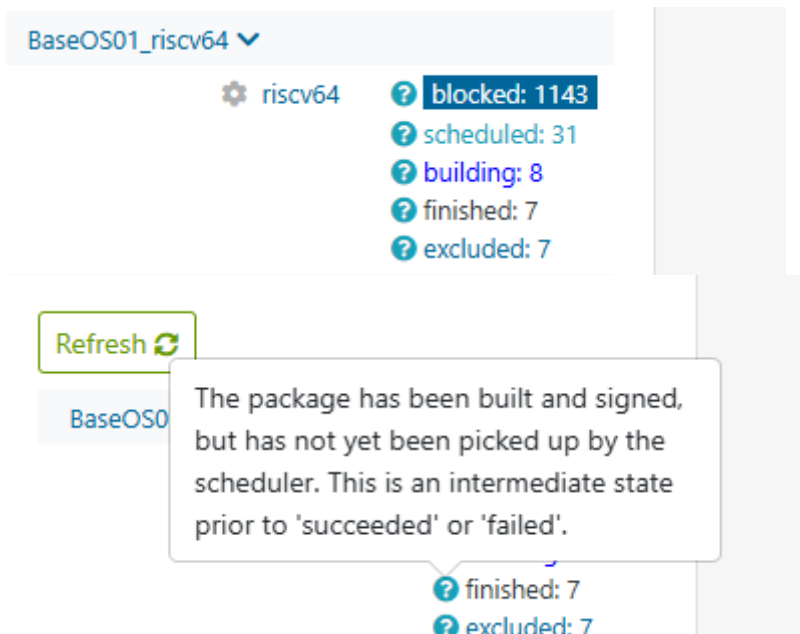 BaseOS01_riscv64
riscv64
blocked: 1143
scheduled: 31
building: 8
finished: 7
excluded: 7
Refresh
BaseOS0
The package has been built and signed,
but has not yet been picked up by the
scheduler. This is an intermediate state
prior to 'succeeded' or 'failed'.
finished: 7
excluded: 7